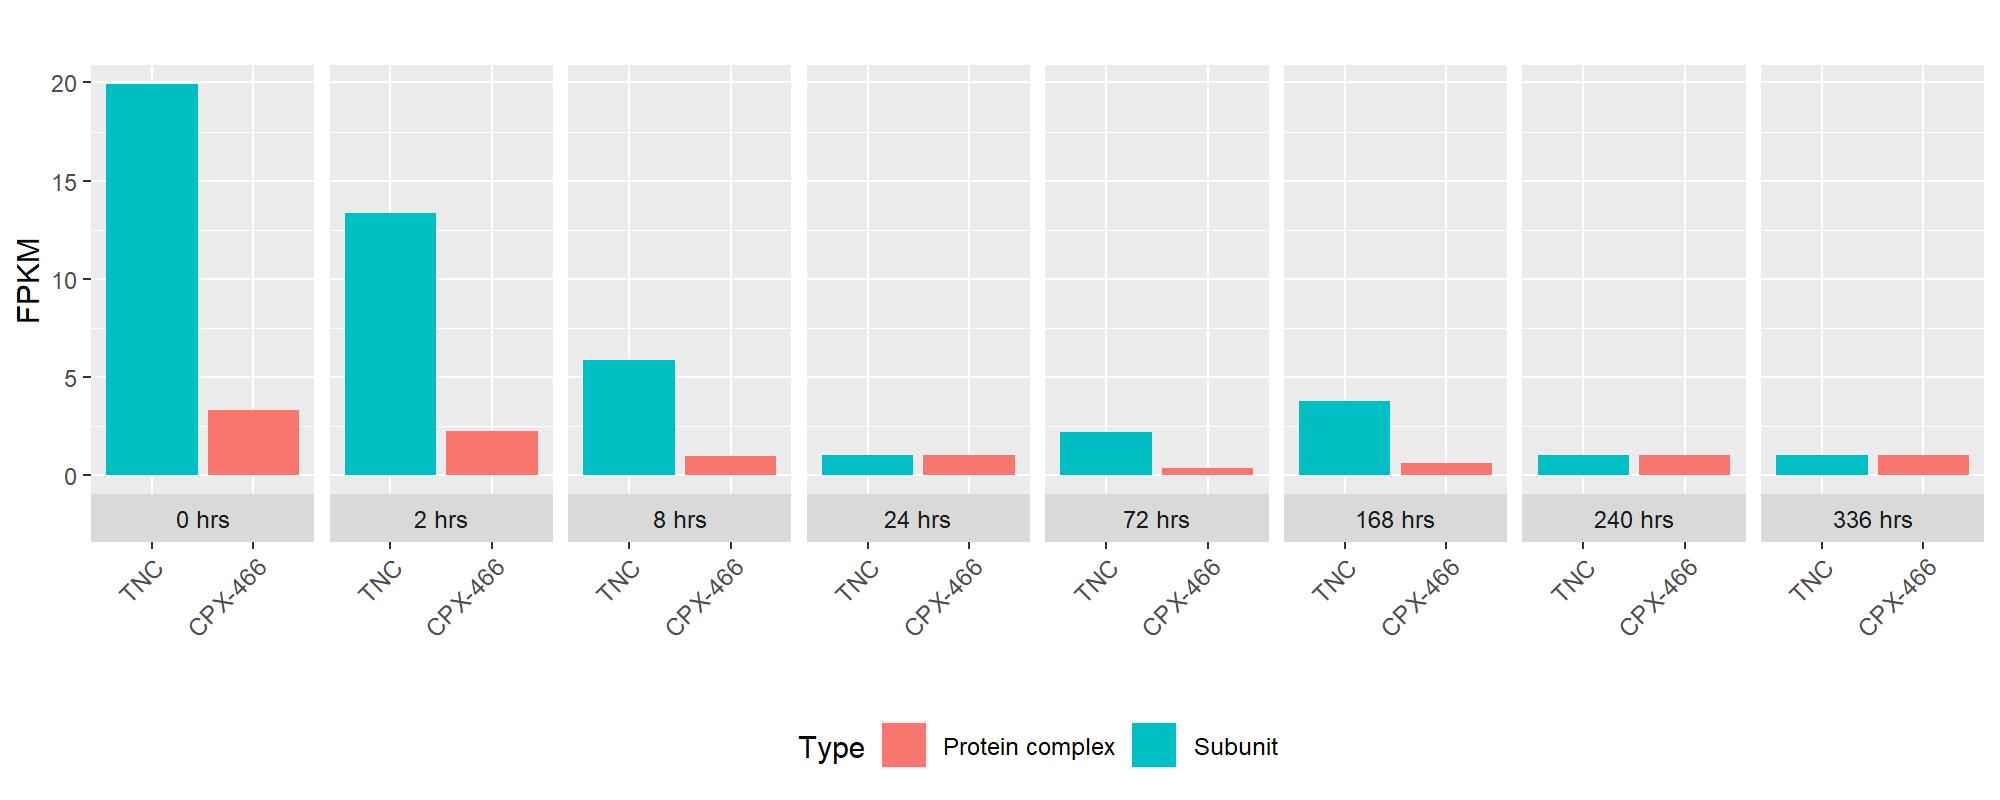 FPKM
20
15
10
5
0
0 hrs
2 hrs
8 hrs
24 hrs
72 hrs
168 hrs
240 hrs
336 hrs
TNC
CPX-466
TNC
CPX-466
TNC
CPX-466
TNC
CPX-466
TNC
CPX-466
TNC
CPX-466
TNC
CPX-466
TNC
CPX-466
Type Protein complex Subunit